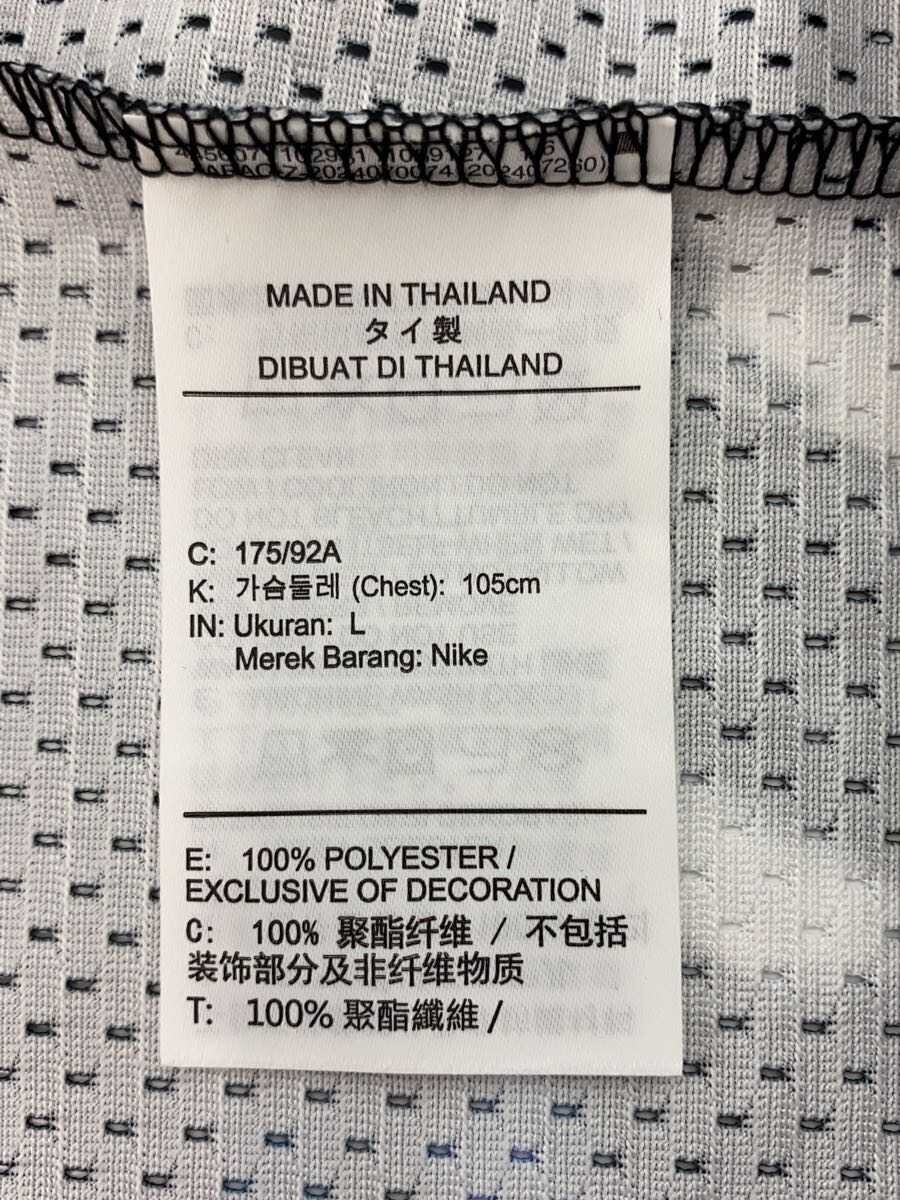 MADE IN THAILAND
タイ製
DIBUAT DI THAILAND
C: 175/92A
K: 가슴둘레 (Chest): 105cm
IN: Ukuran: L
Merek Barang: Nike
E: 100% POLYESTER /
EXCLUSIVE OF DECORATION
C: 100% 聚酯纤维 / 不包括
装饰部分及非纤维物质
T: 100% 聚酯纖維 /